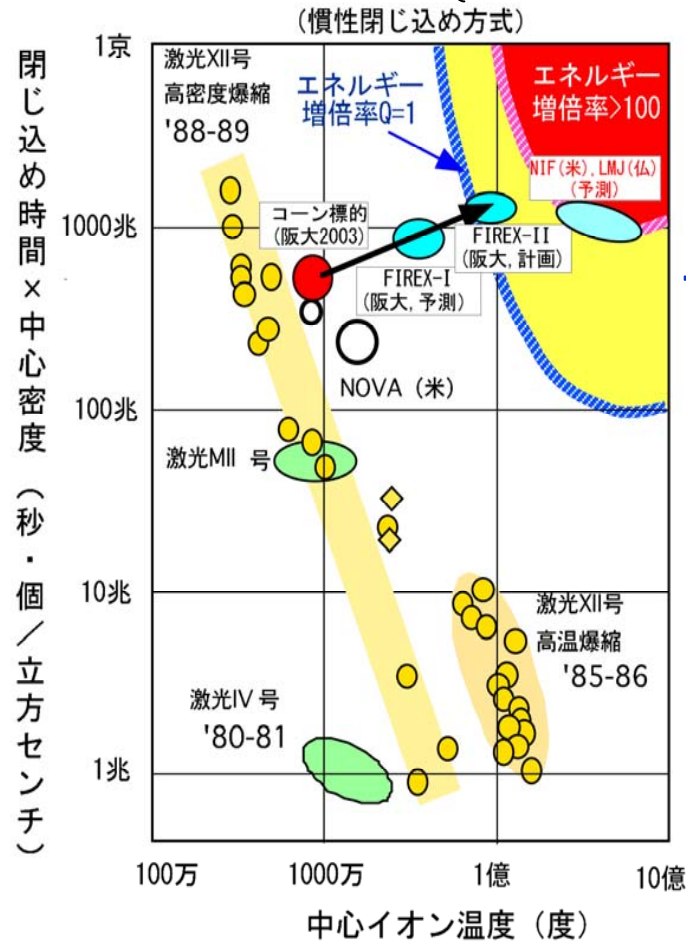 (慣性閉じ込め方式)
閉じ込め時間×中心密度 (秒・個/立方センチ)
1京
1000兆
100兆
10兆
1兆
激光XII号
高密度爆縮
'88-89
エネルギー
増倍率Q=1
エネルギー
増倍率>100
NIF(米), LMJ(仏)
(予測)
コーン標的
(阪大2003)
FIREX-II
(阪大, 計画)
FIREX-I
(阪大, 予測)
NOVA (米)
激光MII 号
激光XII号
高温爆縮
'85-86
激光IV 号
'80-81
100万
1000万
1億
10億
中心イオン温度 (度)